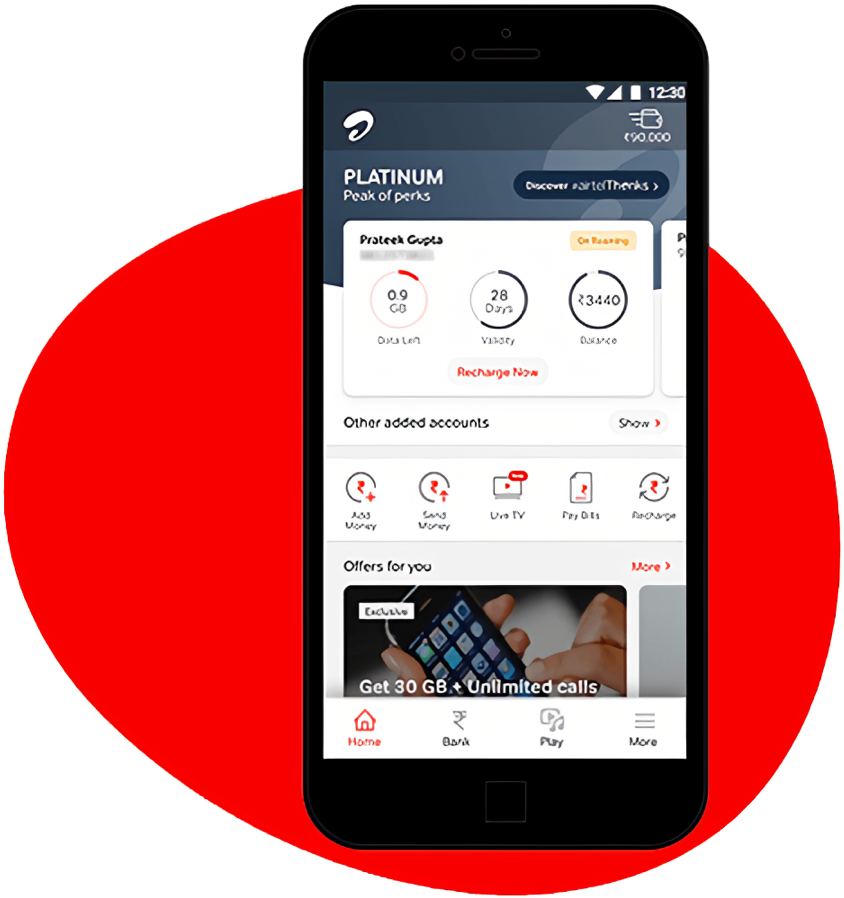 12:30
₹90,000
PLATINUM
Peak of perks
Discover #airtelThanks >
Prateek Gupta
On Roaming
P
9
0.9
GB
28
Days
₹3440
Data Left
Validity
Balance
Recharge Now
Other added accounts
Show >
Add
Money
Send
Money
Live TV
Pay Bills
Recharge
Offers for you
More >
Exclusive
Get 30 GB + Unlimited calls
Home
Bank
Play
More